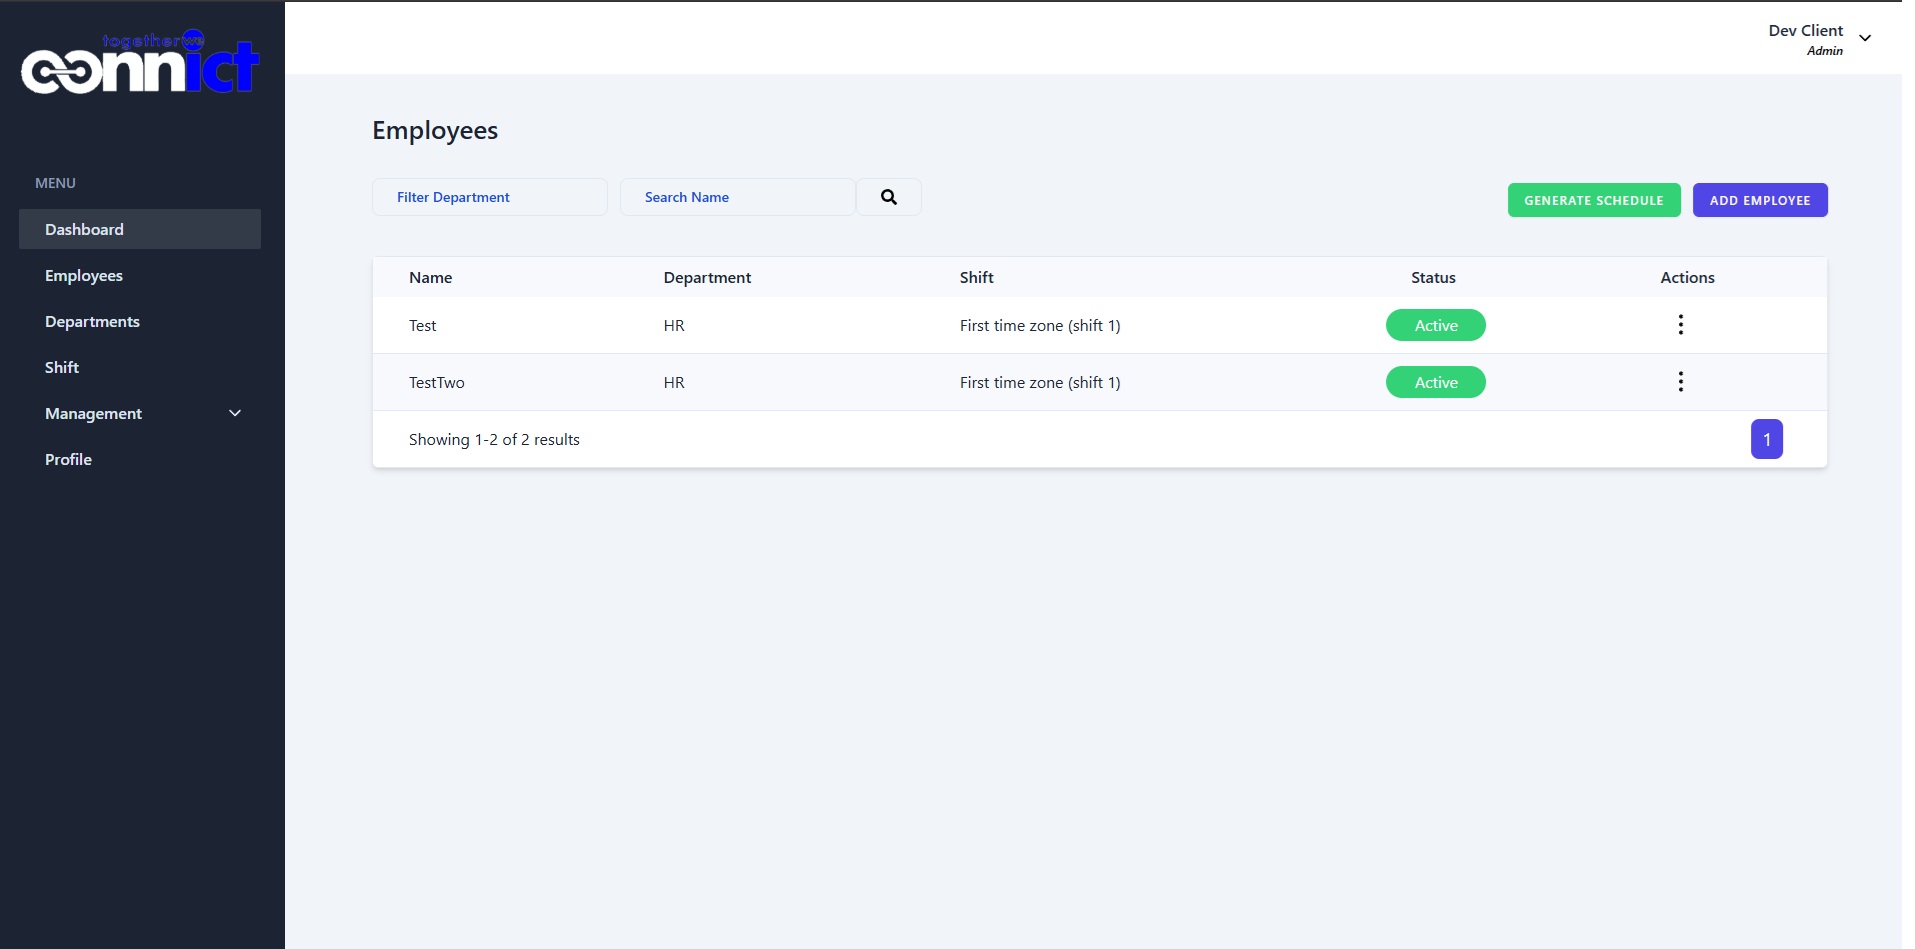 together we
connict
Dev Client
Admin
MENU
Dashboard
Employees
Departments
Shift
Management
Profile
Employees
Filter Department
Search Name
GENERATE SCHEDULE
ADD EMPLOYEE
Name Department Shift Status Actions
Test HR First time zone (shift 1) Active
TestTwo HR First time zone (shift 1) Active
Showing 1-2 of 2 results
1